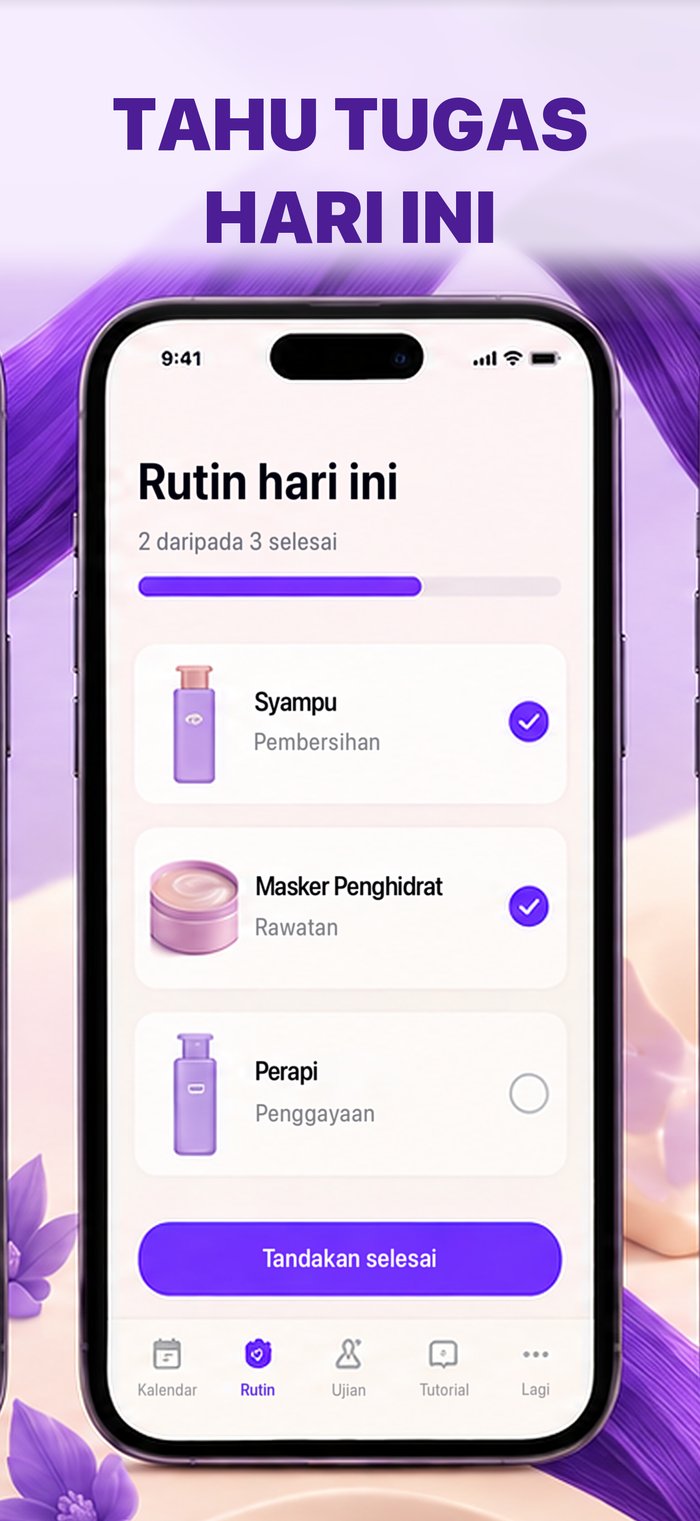 TAHU TUGAS
HARI INI
9:41
Rutin hari ini
2 daripada 3 selesai
Syampu
Pembersihan
Masker Penghidrat
Rawatan
Perapi
Penggayaan
Tandakan selesai
Kalendar
Rutin
Ujian
Tutorial
Lagi